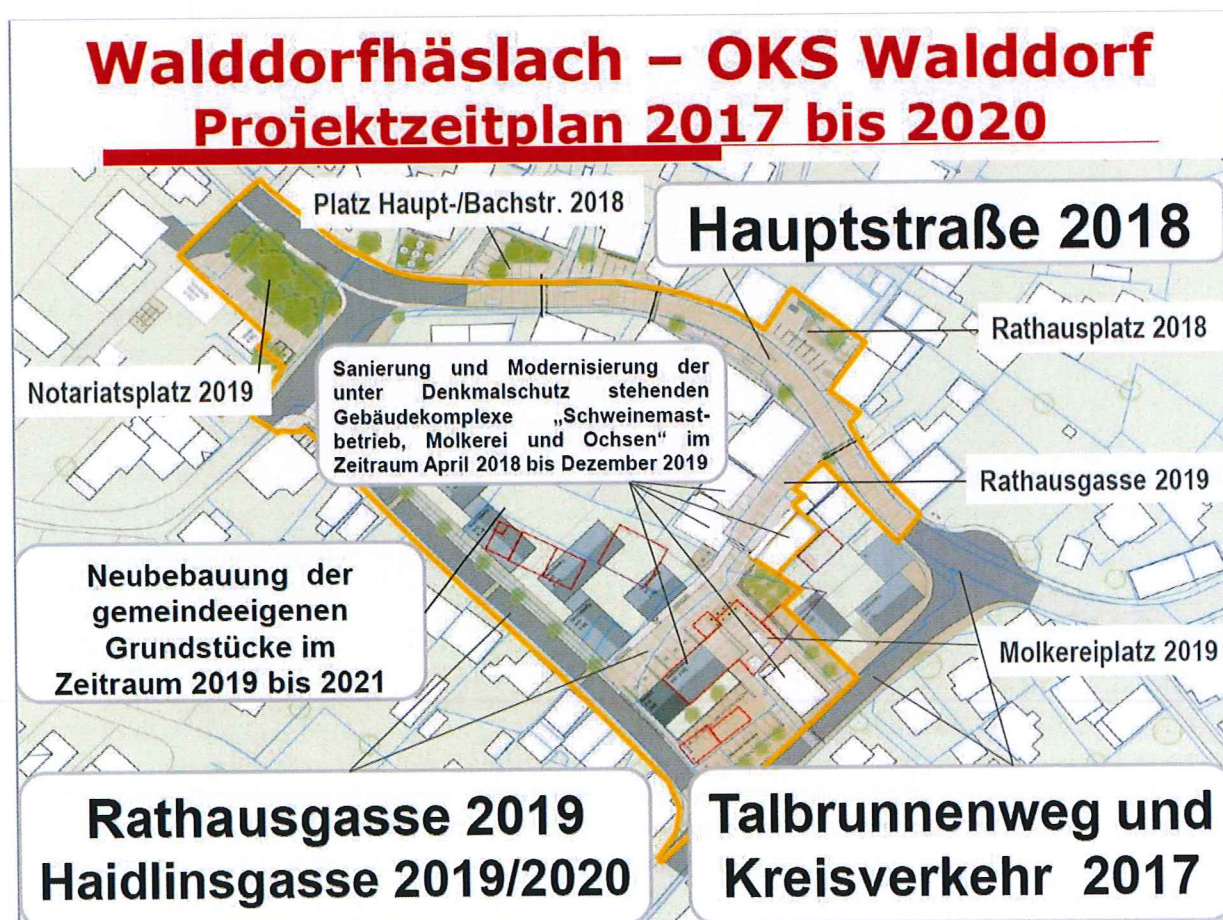 Walddorfhäslach – OKS Walddorf
Projektzeitplan 2017 bis 2020
Platz Haupt-/Bachstr. 2018
Hauptstraße 2018
Rathausplatz 2018
Notariatsplatz 2019
Sanierung und Modernisierung der
unter Denkmalschutz stehenden
Gebäudekomplexe „Schweinemast-
betrieb, Molkerei und Ochsen“ im
Zeitraum April 2018 bis Dezember 2019
Rathausgasse 2019
Neubebauung der
gemeindeeigenen
Grundstücke im
Zeitraum 2019 bis 2021
Molkereiplatz 2019
Rathausgasse 2019
Haidlinsgasse 2019/2020
Talbrunnenweg und
Kreisverkehr 2017